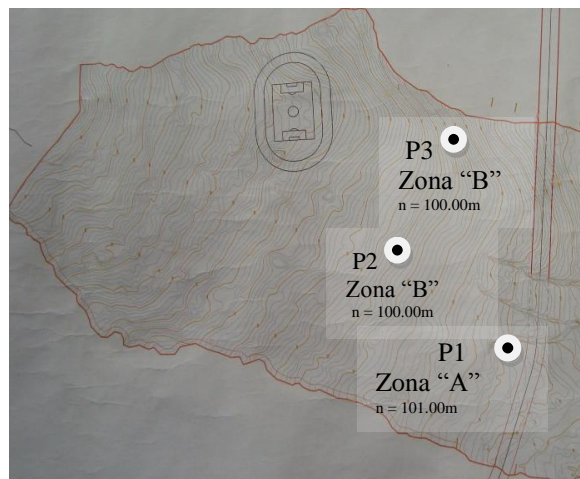 P3
Zona “B”
n = 100.00m
P2
Zona “B”
n = 100.00m
P1
Zona “A”
n = 101.00m